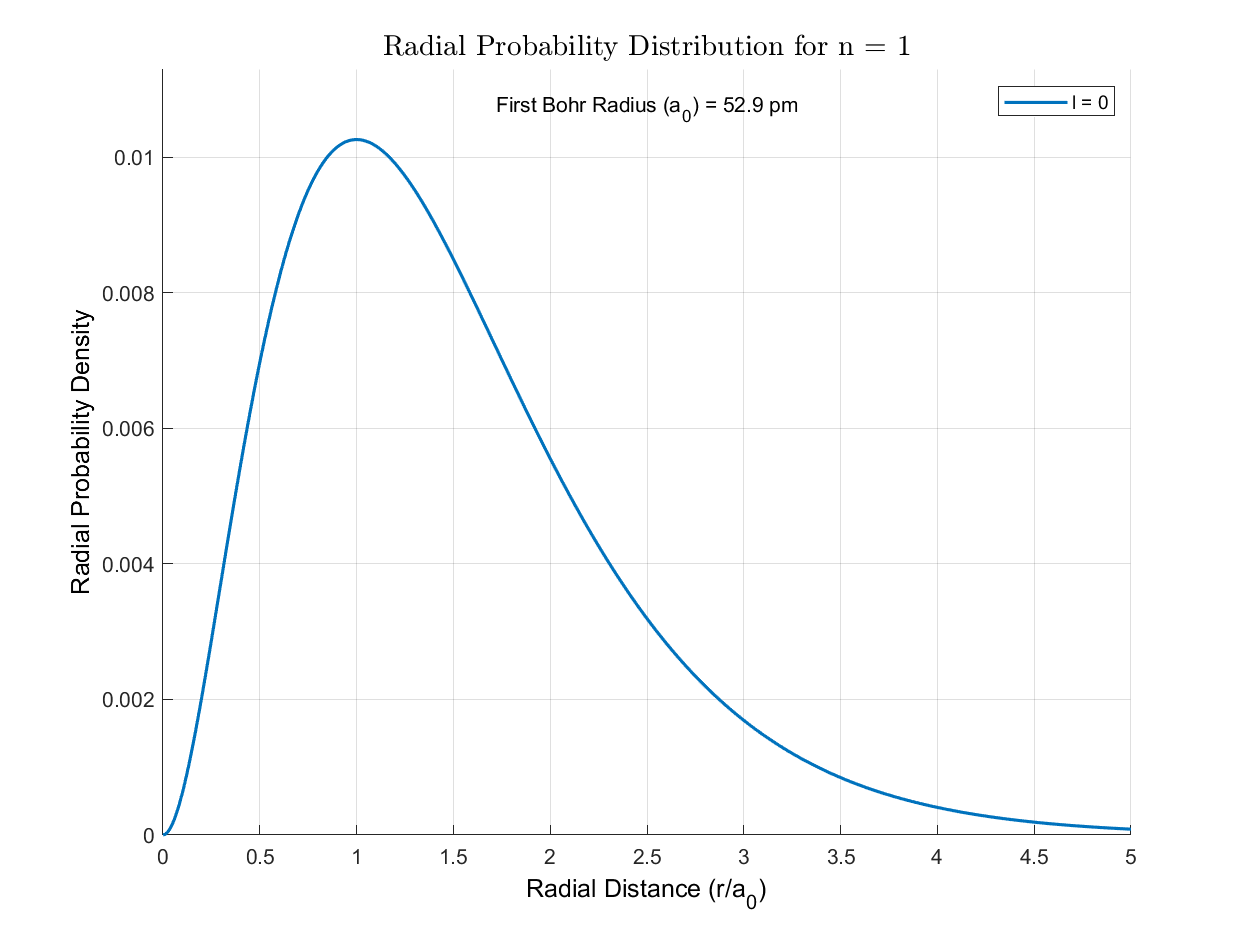 Radial Probability Distribution for n = 1
First Bohr Radius (a0) = 52.9 pm
l = 0
Radial Probability Density
0.01
0.008
0.006
0.004
0.002
0
0 0.5 1 1.5 2 2.5 3 3.5 4 4.5 5
Radial Distance (r/a0)